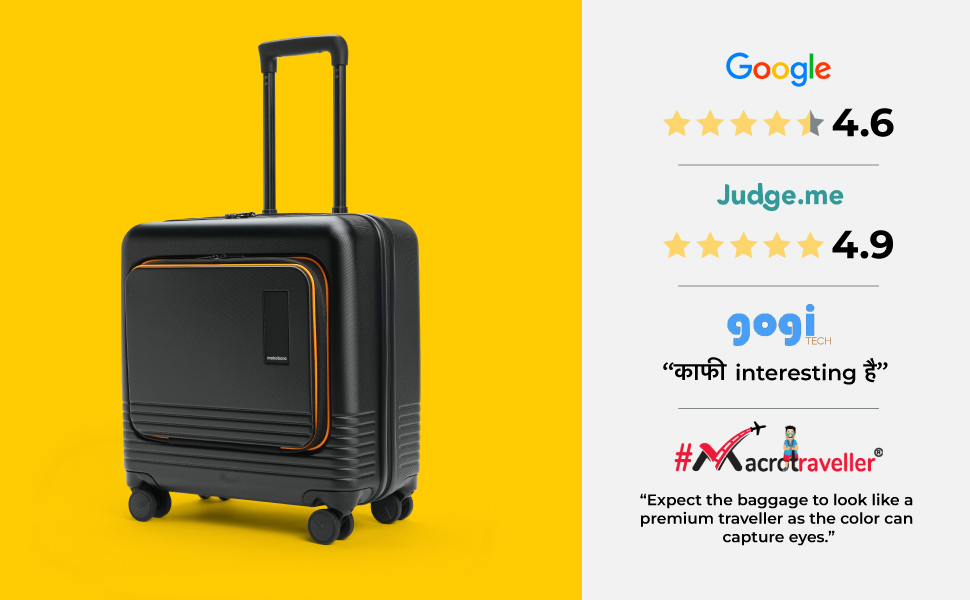 mokobara
Google
4.6
Judge.me
4.9
gogi
TECH
“काफी interesting है”
#Macrotraveller®
“Expect the baggage to look like a
premium traveller as the color can
capture eyes.”